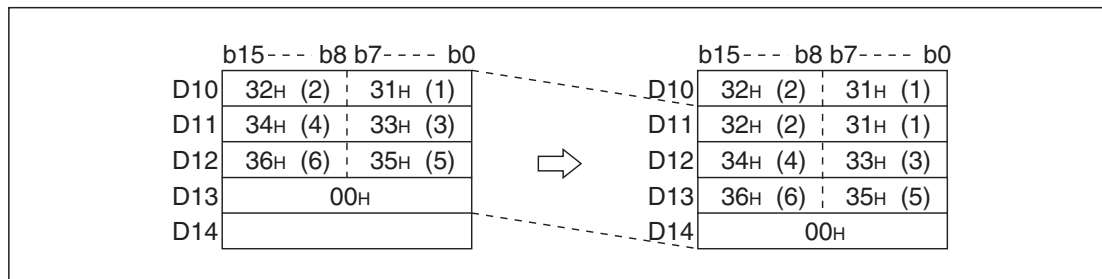 b15---- b8 b7---- b0 b15---- b8 b7---- b0
D10 32H (2) 31H (1) D10 32H (2) 31H (1)
D11 34H (4) 33H (3) D11 32H (2) 31H (1)
D12 36H (6) 35H (5) D12 34H (4) 33H (3)
D13 00H D13 36H (6) 35H (5)
D14 D14 00H